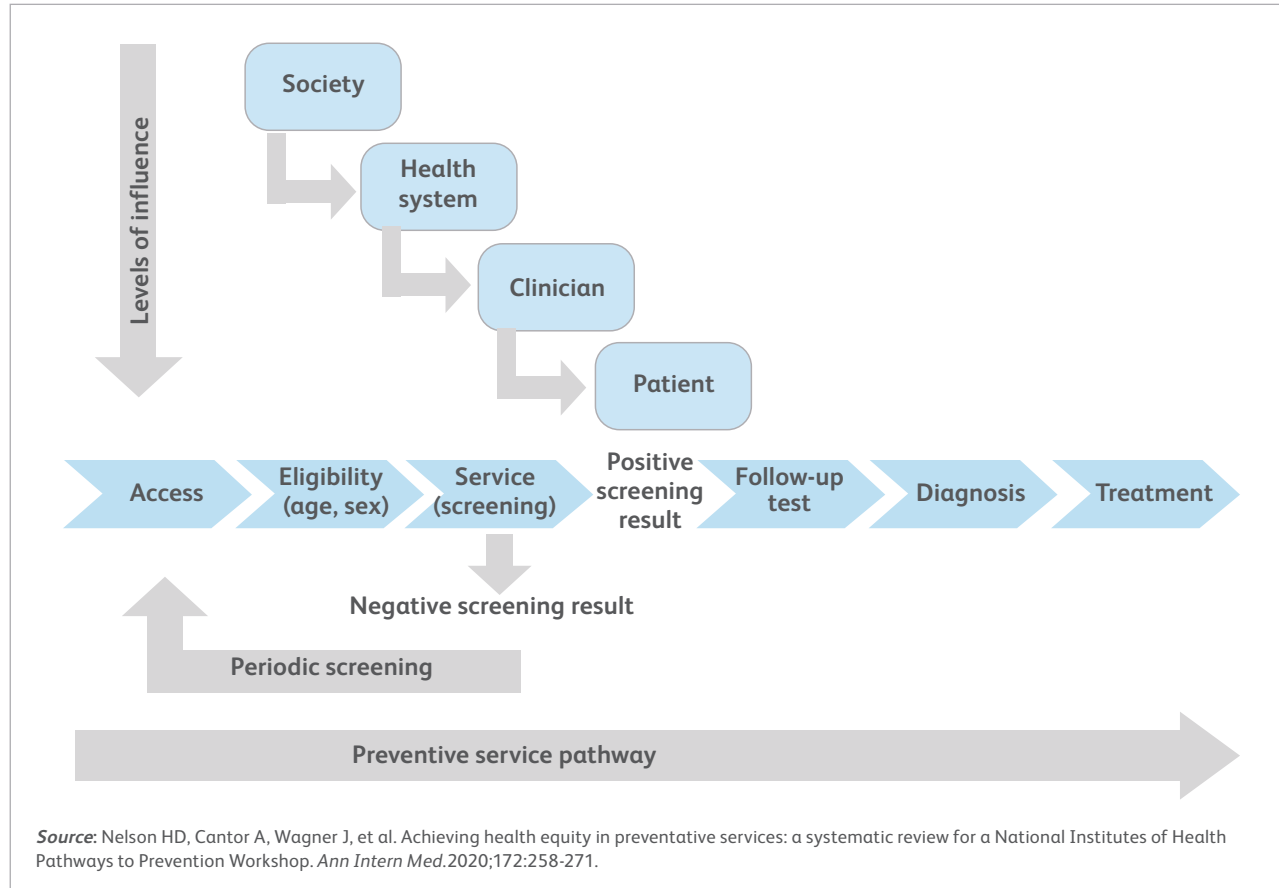 Levels of influence
Society
Health
system
Clinician
Patient
Access
Eligibility
(age, sex)
Service
(screening)
Positive
screening
result
Follow-up
test
Diagnosis
Treatment
Negative screening result
Periodic screening
Preventive service pathway
Source: Nelson HD, Cantor A, Wagner J, et al. Achieving health equity in preventative services: a systematic review for a National Institutes of Health
Pathways to Prevention Workshop. Ann Intern Med.2020;172:258-271.